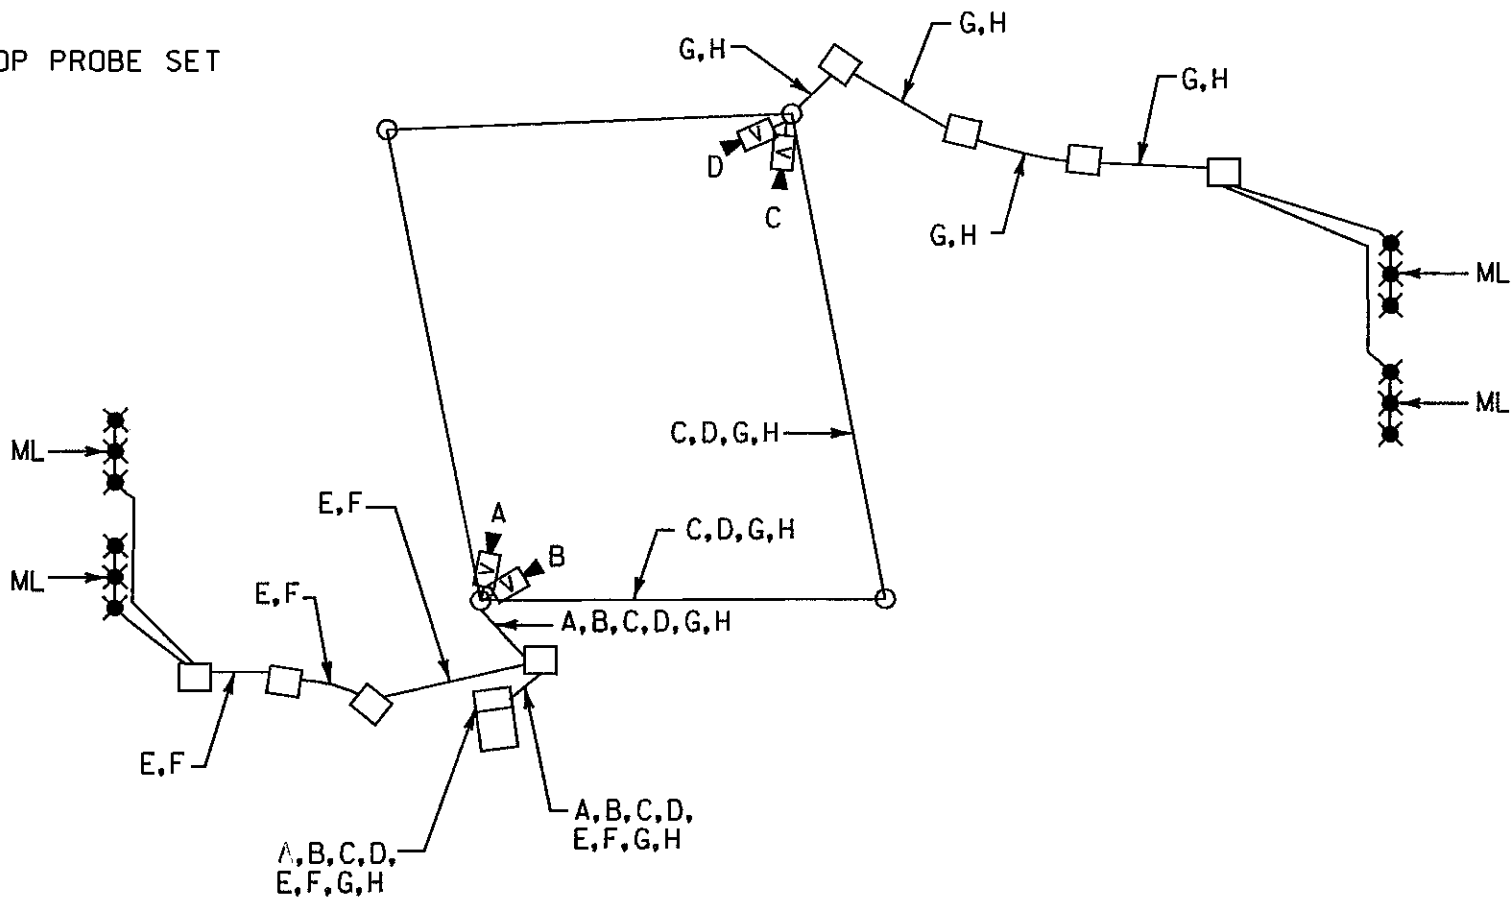 OP PROBE SET
G,H
G,H
G,H
G,H
D
C
ML
ML
C,D,G,H
ML
E,F
A
C,D,G,H
B
ML
E,F
A,B,C,D,G,H
E,F
A,B,C,D,
E,F,G,H
A,B,C,D,
E,F,G,H
V
V
V
V